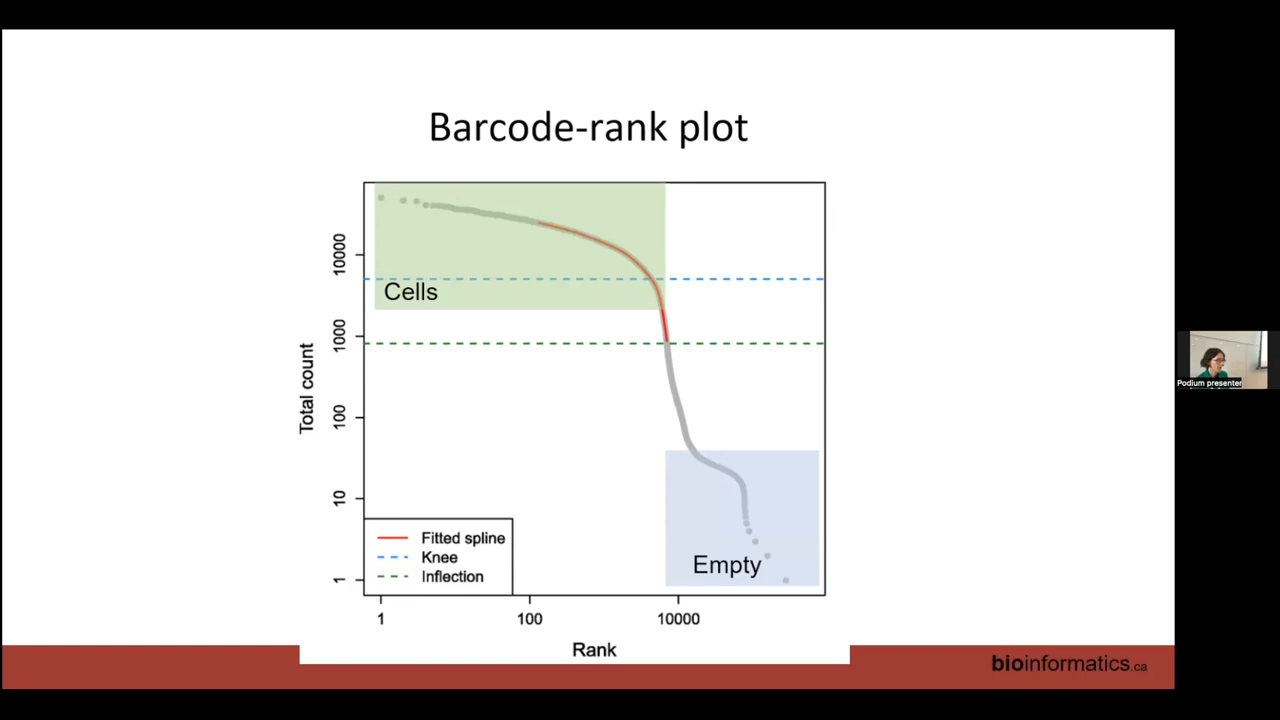 Barcode-rank plot
Total count
10000
1000
100
10
1
Cells
Empty
Fitted spline
Knee
Inflection
1
100
10000
Rank
bioinformatics.ca
Podium presenter